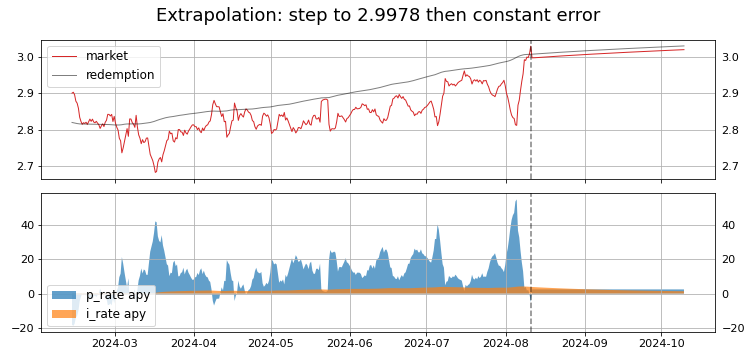 Extrapolation: step to 2.9978 then constant error
market
redemption
3.0
2.9
2.8
2.7
3.0
2.9
2.8
2.7
40
20
0
−20
p_rate apy
i_rate apy
40
20
0
−20
2024-03 2024-04 2024-05 2024-06 2024-07 2024-08 2024-09 2024-10